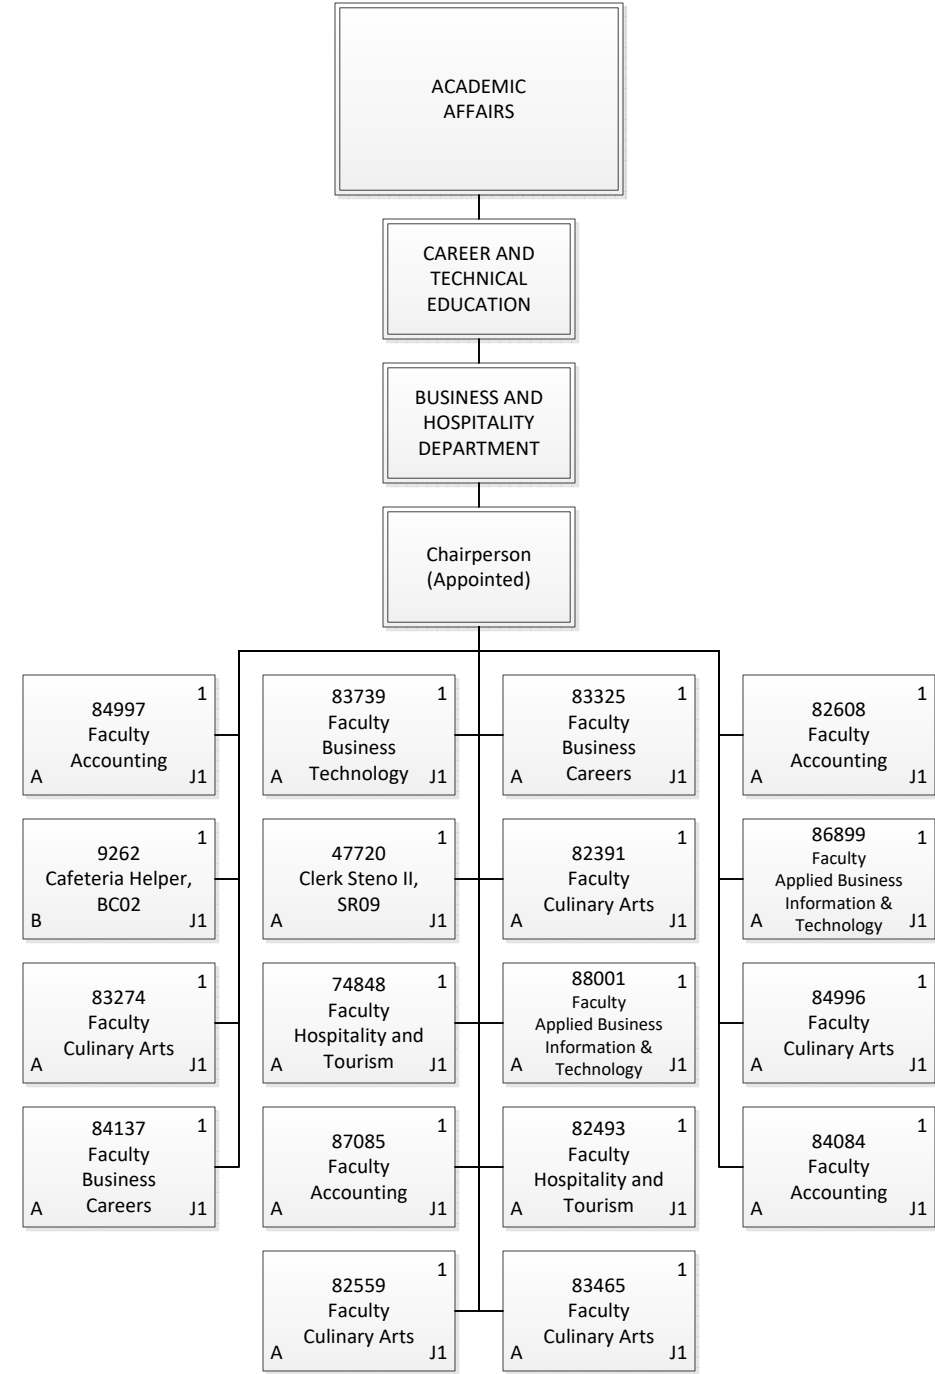 ACADEMIC
AFFAIRS
CAREER AND
TECHNICAL
EDUCATION
BUSINESS AND
HOSPITALITY
DEPARTMENT
Chairperson
(Appointed)
1
84997
Faculty
Accounting
A J1
1
83739
Faculty
Business
Technology
A J1
1
83325
Faculty
Business
Careers
A J1
1
82608
Faculty
Accounting
A J1
1
9262
Cafeteria Helper,
BC02
B J1
1
47720
Clerk Steno II,
SR09
A J1
1
82391
Faculty
Culinary Arts
A J1
1
86899
Faculty
Applied Business
Information &
Technology
A J1
1
83274
Faculty
Culinary Arts
A J1
1
74848
Faculty
Hospitality and
Tourism
A J1
1
88001
Faculty
Applied Business
Information &
Technology
A J1
1
84996
Faculty
Culinary Arts
A J1
1
84137
Faculty
Business
Careers
A J1
1
87085
Faculty
Accounting
A J1
1
82493
Faculty
Hospitality and
Tourism
A J1
1
84084
Faculty
Accounting
A J1
1
82559
Faculty
Culinary Arts
A J1
1
83465
Faculty
Culinary Arts
A J1